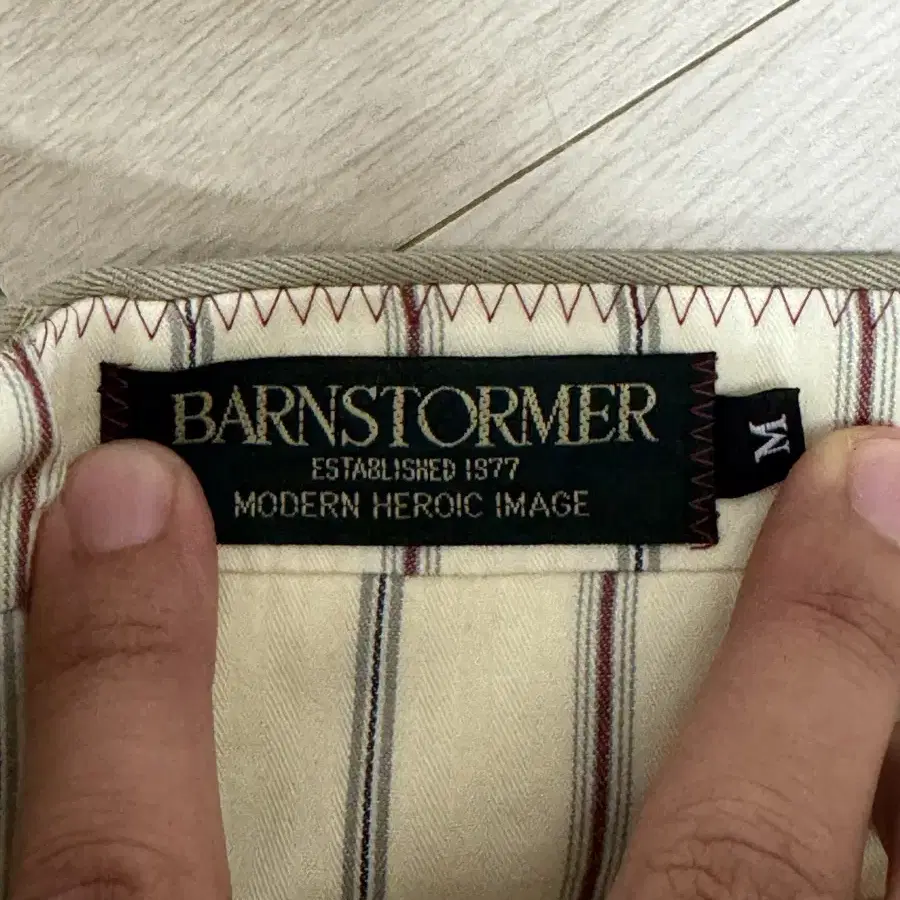 BARNSTORMER
ESTABLISHED 1977
MODERN HEROIC IMAGE
M